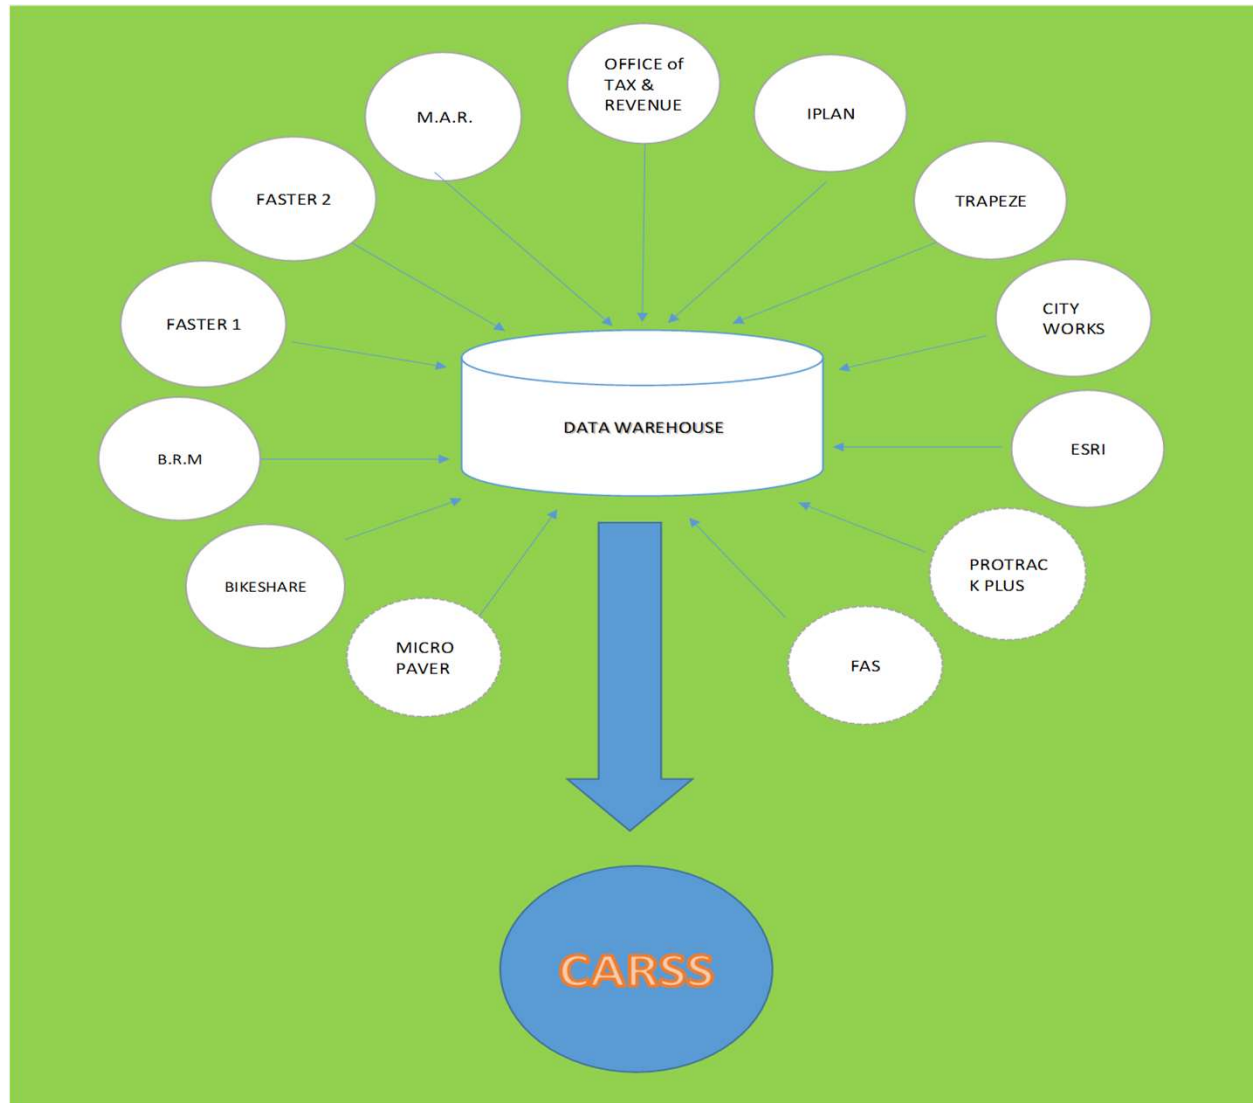 OFFICE of
TAX &
REVENUE
M.A.R.
IPLAN
FASTER 2
TRAPEZE
FASTER 1
CITY
WORKS
DATA WAREHOUSE
B.R.M
ESRI
BIKESHARE
PROTRAC
K PLUS
MICRO
PAVER
FAS
CARSS